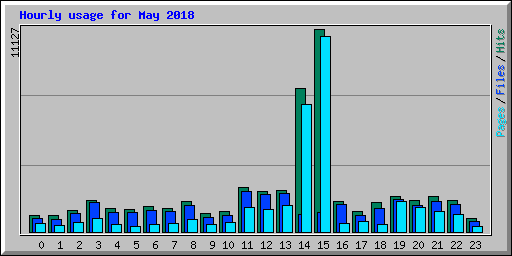 Hourly usage for May 2018
11127
Pages / Files / Hits
0 1 2 3 4 5 6 7 8 9 10 11 12 13 14 15 16 17 18 19 20 21 22 23